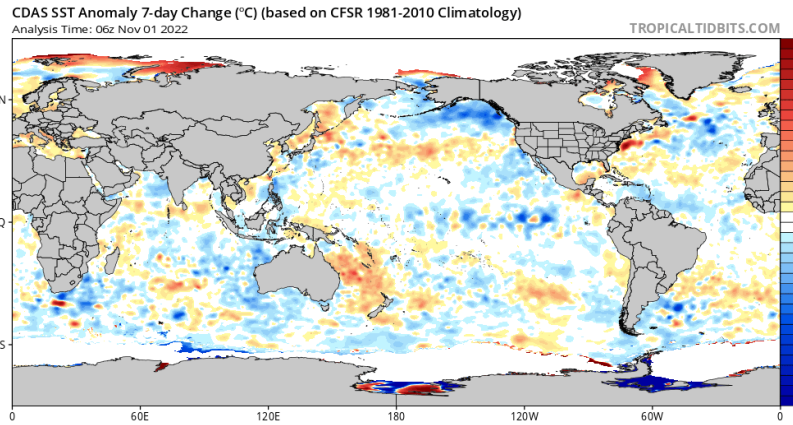 CDAS SST Anomaly 7-day Change (°C) (based on CFSR 1981-2010 Climatology)
Analysis Time: 06z Nov 01 2022
TROPICALTIDBITS.COM
N
Q
S
0 60E 120E 180 120W 60W 0